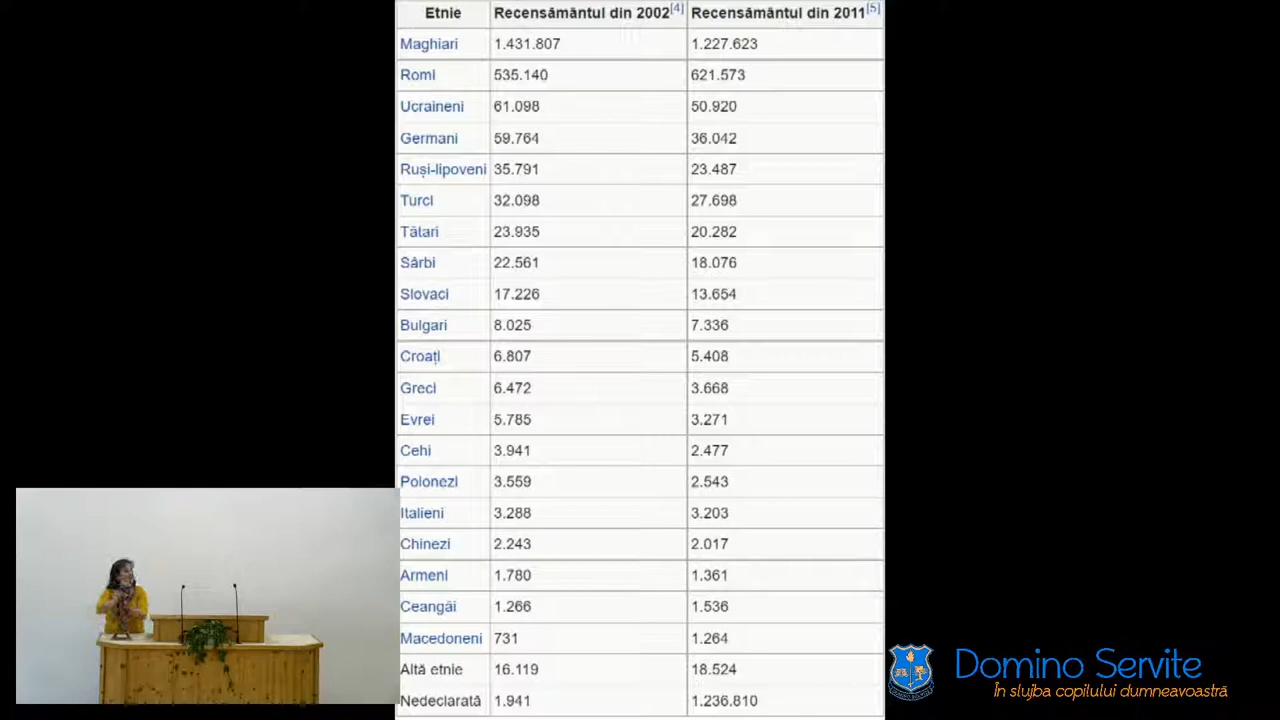 Etnie Recensământul din 2002[4] Recensământul din 2011[5]
Maghiari 1.431.807 1.227.623
Romi 535.140 621.573
Ucraineni 61.098 50.920
Germani 59.764 36.042
Ruși-lipoveni 35.791 23.487
Turci 32.098 27.698
Tătari 23.935 20.282
Sârbi 22.561 18.076
Slovaci 17.226 13.654
Bulgari 8.025 7.336
Croați 6.807 5.408
Greci 6.472 3.668
Evrei 5.785 3.271
Cehi 3.941 2.477
Polonezi 3.559 2.543
Italieni 3.288 3.203
Chinezi 2.243 2.017
Armeni 1.780 1.361
Ceangăi 1.266 1.536
Macedoneni 731 1.264
Altă etnie 16.119 18.524
Nedeclarată 1.941 1.236.810
Domino Servite
În slujba copilului dumneavoastră